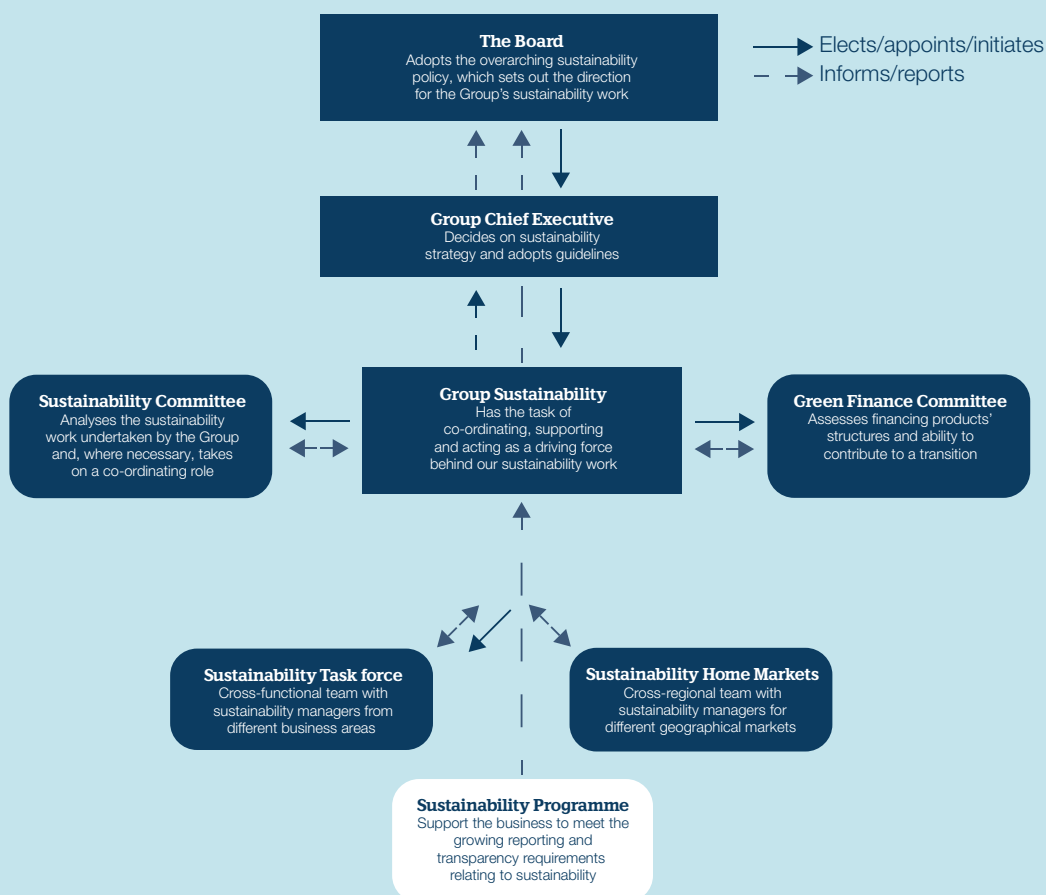 The Board
Adopts the overarching sustainability
policy, which sets out the direction
for the Group's sustainability work
Elects/appoints/initiates
Informs/reports
Group Chief Executive
Decides on sustainability
strategy and adopts guidelines
Sustainability Committee
Analyses the sustainability
work undertaken by the Group
and, where necessary, takes
on a co-ordinating role
Group Sustainability
Has the task of
co-ordinating, supporting
and acting as a driving force
behind our sustainability work
Green Finance Committee
Assesses financing products'
structures and ability to
contribute to a transition
Sustainability Task force
Cross-functional team with
sustainability managers from
different business areas
Sustainability Home Markets
Cross-regional team with
sustainability managers for
different geographical markets
Sustainability Programme
Support the business to meet the
growing reporting and
transparency requirements
relating to sustainability